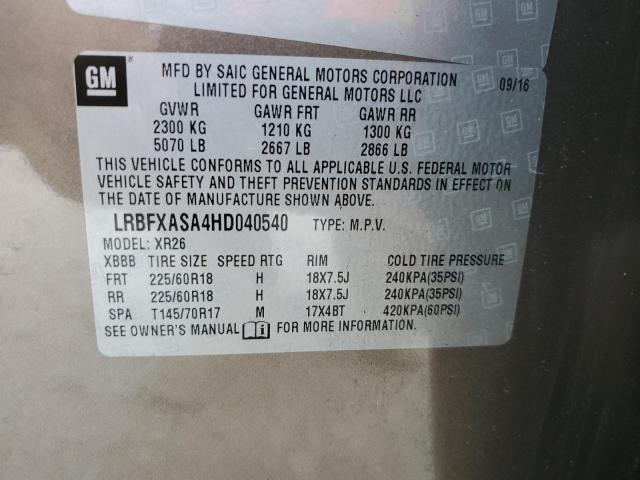 GM
MFD BY SAIC GENERAL MOTORS CORPORATION 09/16
LIMITED FOR GENERAL MOTORS LLC
GVWR GAWR FRT GAWR RR
2300 KG 1210 KG 1300 KG
5070 LB 2667 LB 2866 LB
THIS VEHICLE CONFORMS TO ALL APPLICABLE U.S. FEDERAL MOTOR
VEHICLE SAFETY AND THEFT PREVENTION STANDARDS IN EFFECT ON
THE DATE OF MANUFACTURE SHOWN ABOVE.
LRBFXASA4HD040540 TYPE: M.P.V.
MODEL: XR26
XBBB TIRE SIZE SPEED RTG RIM COLD TIRE PRESSURE
FRT 225/60R18 H 18X7.5J 240KPA(35PSI)
RR 225/60R18 H 18X7.5J 240KPA(35PSI)
SPA T145/70R17 M 17X4BT 420KPA(60PSI)
SEE OWNER'S MANUAL FOR MORE INFORMATION.